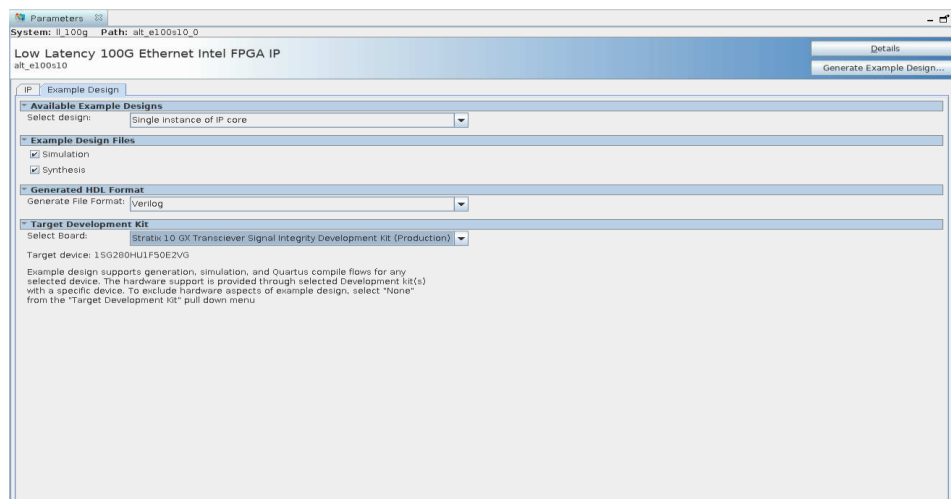 Parameters
System: ll_100g Path: alt_e100s10_0
Low Latency 100G Ethernet Intel FPGA IP
alt_e100s10
Details
Generate Example Design...
IP Example Design
Available Example Designs
Select design: Single instance of IP core
Example Design Files
Simulation
Synthesis
Generated HDL Format
Generate File Format: Verilog
Target Development Kit
Select Board: Stratix 10 GX Transciever Signal Integrity Development Kit (Production)
Target device: 1SG280HU1F50E2VG
Example design supports generation, simulation, and Quartus compile flows for any
selected device. The hardware support is provided through selected Development kit(s)
with a specific device. To exclude hardware aspects of example design, select "None"
from the "Target Development Kit" pull down menu